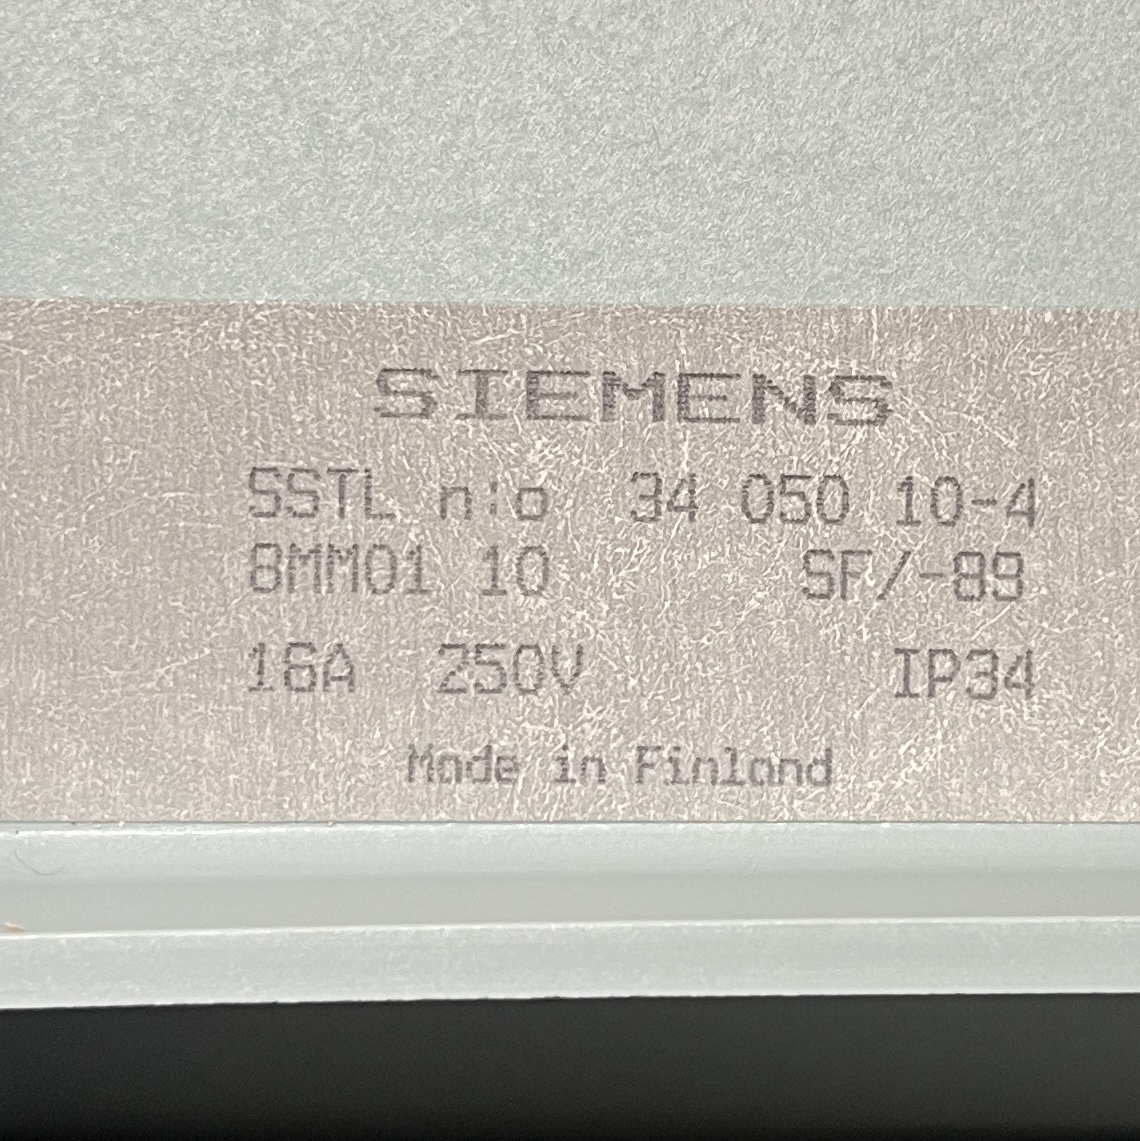 SIEMENS
SSTL n:o 34 050 10-4
8MM01 10 SF/-89
16A 250V IP34
Made in Finland